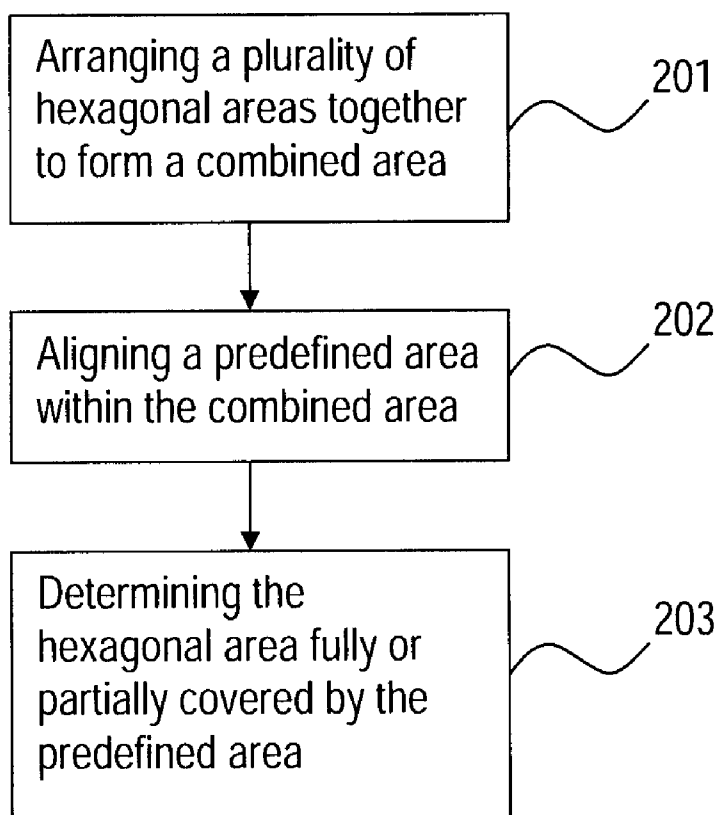 Arranging a plurality of
hexagonal areas together
to form a combined area
201
Aligning a predefined area
within the combined area
202
Determining the
hexagonal area fully or
partially covered by the
predefined area
203